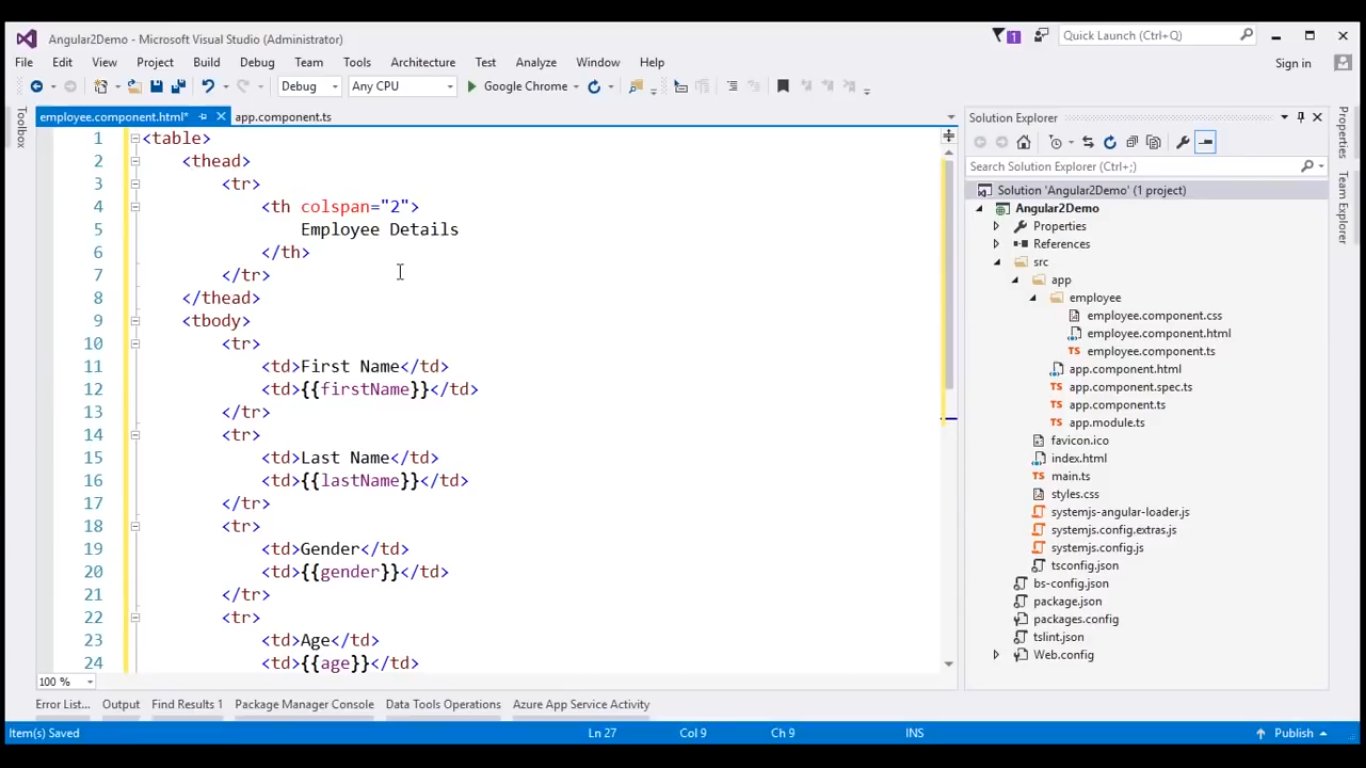 Angular2Demo - Microsoft Visual Studio (Administrator)
1
Quick Launch (Ctrl+Q)
File Edit View Project Build Debug Team Tools Architecture Test Analyze Window Help
Sign in
Debug Any CPU Google Chrome
employee.component.html* app.component.ts
Toolbox
1 <table>
2 <thead>
3 <tr>
4 <th colspan="2">
5 Employee Details
6 </th>
7 </tr>
8 </thead>
9 <tbody>
10 <tr>
11 <td>First Name</td>
12 <td>{{firstName}}</td>
13 </tr>
14 <tr>
15 <td>Last Name</td>
16 <td>{{lastName}}</td>
17 </tr>
18 <tr>
19 <td>Gender</td>
20 <td>{{gender}}</td>
21 </tr>
22 <tr>
23 <td>Age</td>
24 <td>{{age}}</td>
100 %
Solution Explorer
Search Solution Explorer (Ctrl+;)
Solution 'Angular2Demo' (1 project)
Angular2Demo
Properties
References
src
app
employee
employee.component.css
employee.component.html
employee.component.ts
app.component.html
app.component.spec.ts
app.component.ts
app.module.ts
favicon.ico
index.html
main.ts
styles.css
systemjs-angular-loader.js
systemjs.config.extras.js
systemjs.config.js
tsconfig.json
bs-config.json
package.json
packages.config
tslint.json
Web.config
Properties
Team Explorer
Error List... Output Find Results 1 Package Manager Console Data Tools Operations Azure App Service Activity
Item(s) Saved Ln 27 Col 9 Ch 9 INS Publish